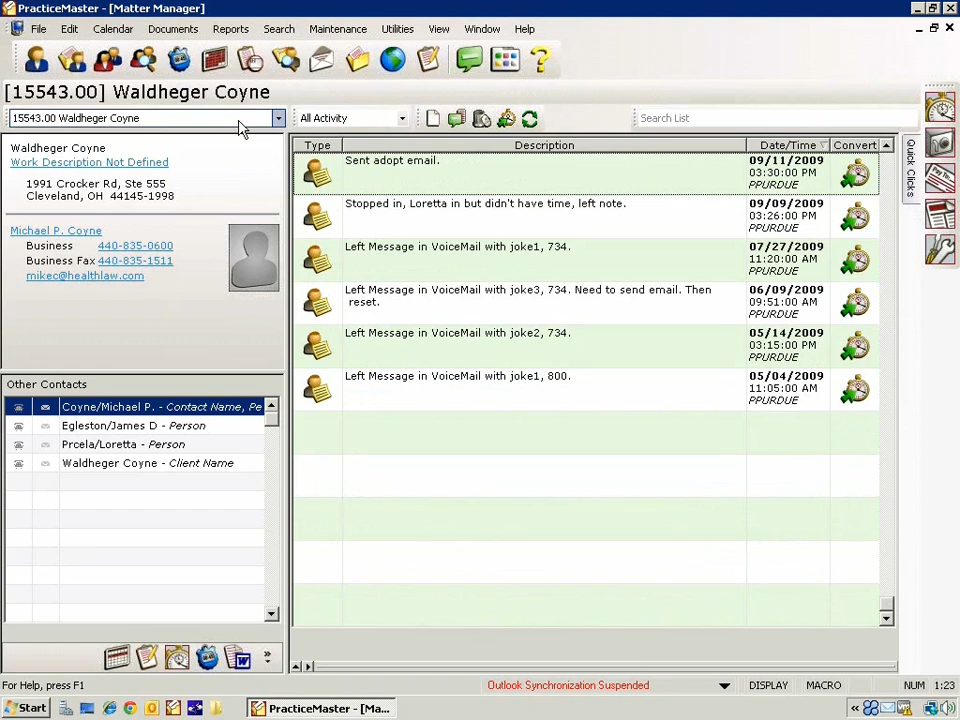 PracticeMaster - [Matter Manager]
File Edit Calendar Documents Reports Search Maintenance Utilities View Window Help
[15543.00] Waldheger Coyne
15543.00 Waldheger Coyne
All Activity
Search List
Waldheger Coyne
Work Description Not Defined
1991 Crocker Rd, Ste 555
Cleveland, OH 44145-1998
Michael P. Coyne
Business 440-835-0600
Business Fax 440-835-1511
mikec@healthlaw.com
Other Contacts
Coyne/Michael P. - Contact Name, Pe
Egleston/James D - Person
Prcela/Loretta - Person
Waldheger Coyne - Client Name
Type Description Date/Time Convert
Sent adopt email. 09/11/2009
03:30:00 PM
PPURDUE
Stopped in, Loretta in but didn't have time, left note. 09/09/2009
03:26:00 PM
PPURDUE
Left Message in VoiceMail with joke1, 734. 07/27/2009
11:20:00 AM
PPURDUE
Left Message in VoiceMail with joke3, 734. Need to send email. Then 06/09/2009
reset. 09:51:00 AM
PPURDUE
Left Message in VoiceMail with joke2, 734. 05/14/2009
03:15:00 PM
PPURDUE
Left Message in VoiceMail with joke1, 800. 05/04/2009
11:05:00 AM
PPURDUE
Quick Clicks
For Help, press F1
Outlook Synchronization Suspended
DISPLAY MACRO NUM 1:23
Start
PracticeMaster - [Ma...